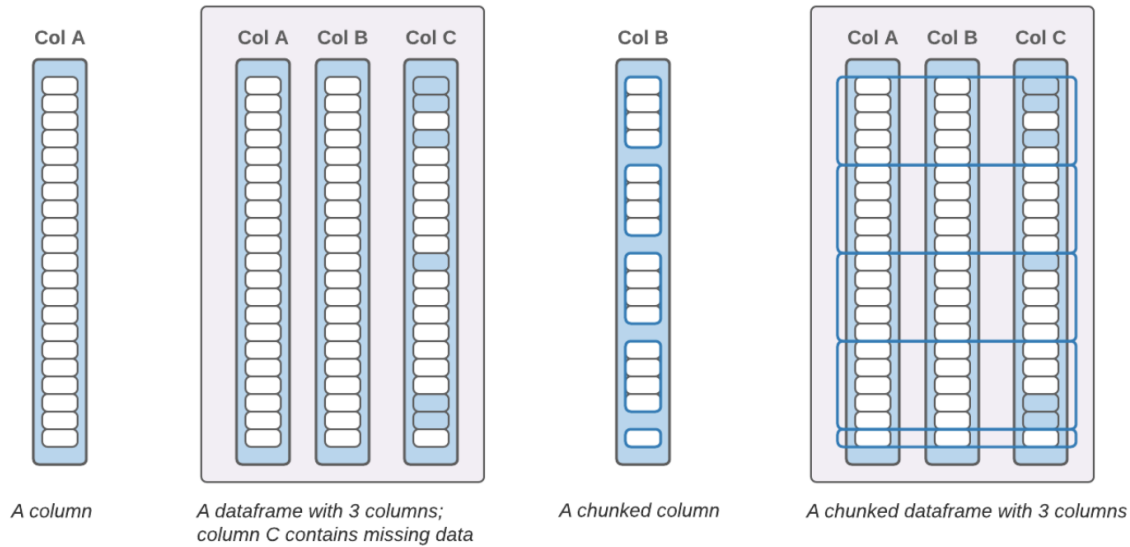 Col A
Col A Col B Col C
Col B
Col A Col B Col C
A column
A dataframe with 3 columns;
column C contains missing data
A chunked column
A chunked dataframe with 3 columns